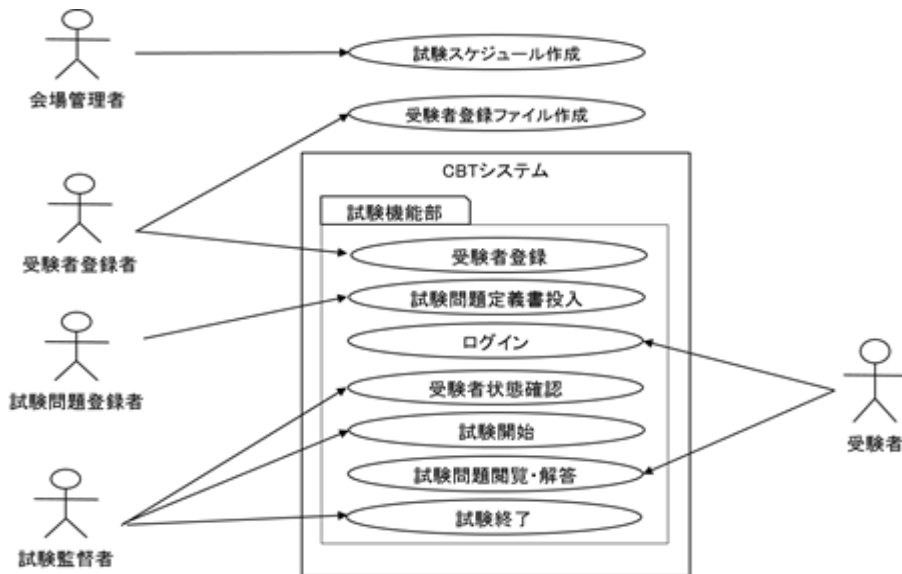 試験スケジュール作成
会場管理者
受験者登録ファイル作成
CBTシステム
試験機能部
受験者登録
受験者登録者
試験問題定義書投入
ログイン
受験者状態確認
試験問題登録者
試験開始
受験者
試験問題閲覧・解答
試験終了
試験監督者